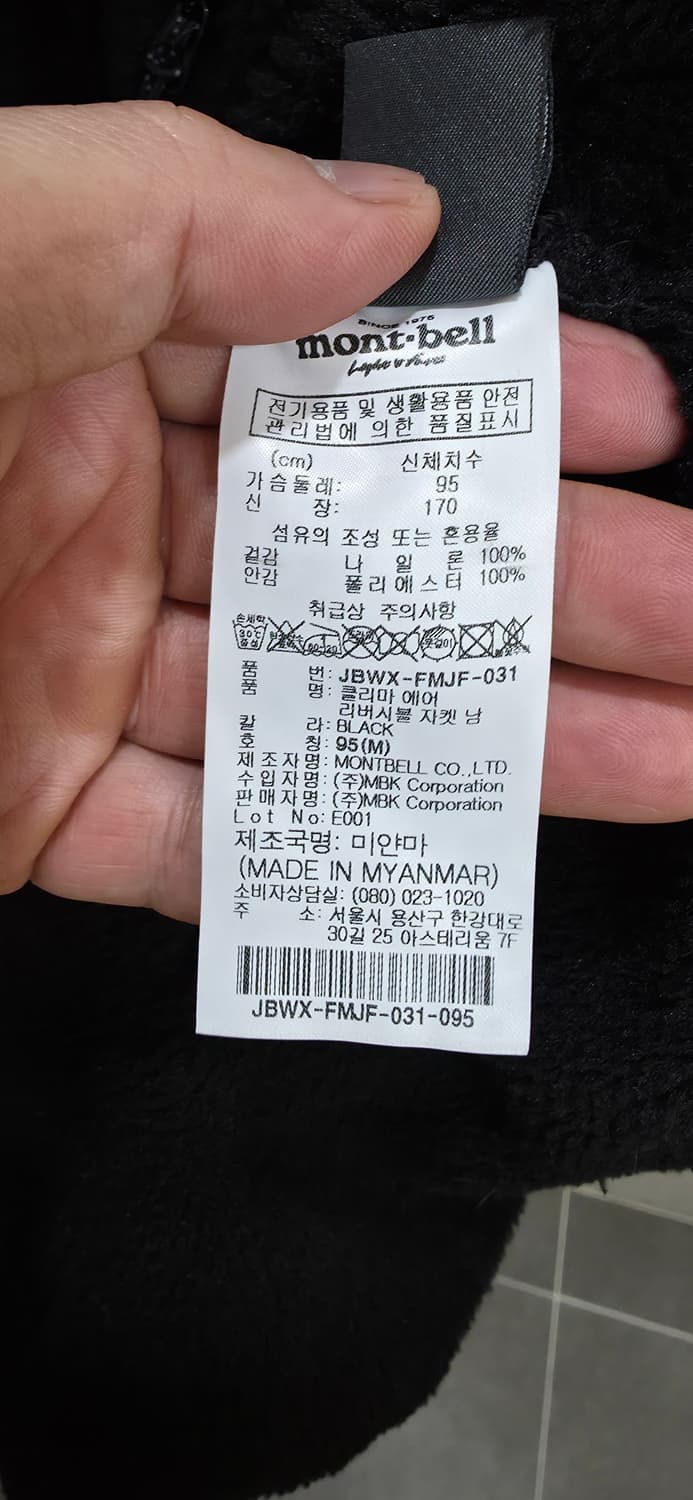 SINCE 1975
mont-bell
전기용품 및 생활용품 안전
관리법에 의한 품질표시
(cm) 신체치수
가슴둘레: 95
신 장: 170
섬유의 조성 또는 혼용율
겉감 나 일 론 100%
안감 폴리에스터 100%
취급상 주의사항
손세탁
30℃
중성
품 번: JBWX-FMJF-031
품 명: 클리마 에어
리버시블 자켓 남
칼 라: BLACK
호 칭: 95(M)
제조자명: MONTBELL CO.,LTD.
수입자명: (주)MBK Corporation
판매자명: (주)MBK Corporation
Lot No: E001
제조국명: 미얀마
(MADE IN MYANMAR)
소비자상담실: (080) 023-1020
주 소: 서울시 용산구 한강대로
30길 25 아스테리움 7F
JBWX-FMJF-031-095